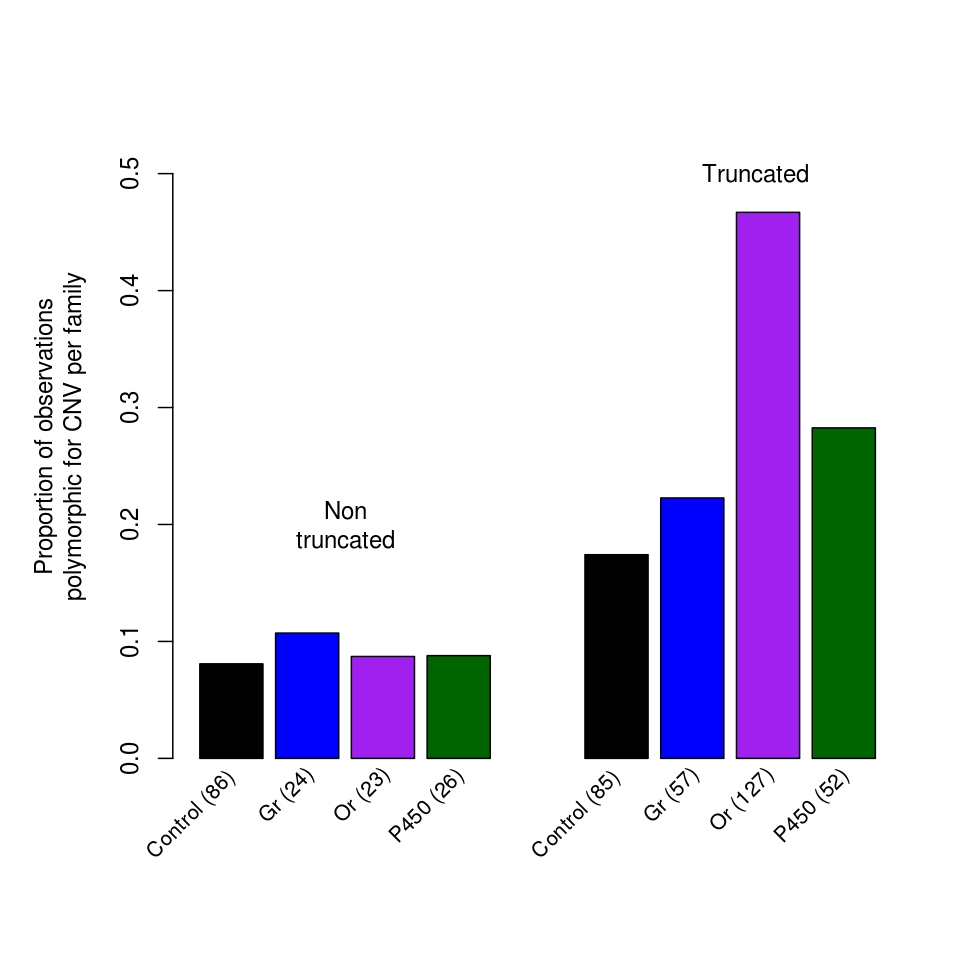 Proportion of observations
polymorphic for CNV per family
0.5
0.4
0.3
0.2
0.1
0.0
Non
truncated
Truncated
Control (86)
Gr (24)
Or (23)
P450 (26)
Control (85)
Gr (57)
Or (127)
P450 (52)